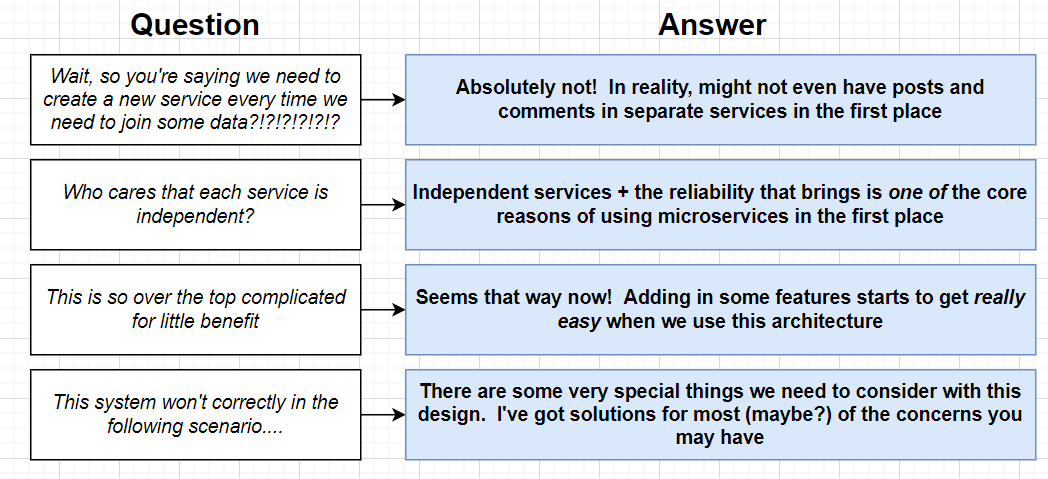 Question
Answer
Wait, so you're saying we need to
create a new service every time we
need to join some data?!?!?!?!?!?
Absolutely not!  In reality, might not even have posts and
comments in separate services in the first place
Who cares that each service is
independent?
Independent services + the reliability that brings is one of the core
reasons of using microservices in the first place
This is so over the top complicated
for little benefit
Seems that way now!  Adding in some features starts to get really
easy when we use this architecture
This system won't correctly in the
following scenario....
There are some very special things we need to consider with this
design.  I've got solutions for most (maybe?) of the concerns you
may have